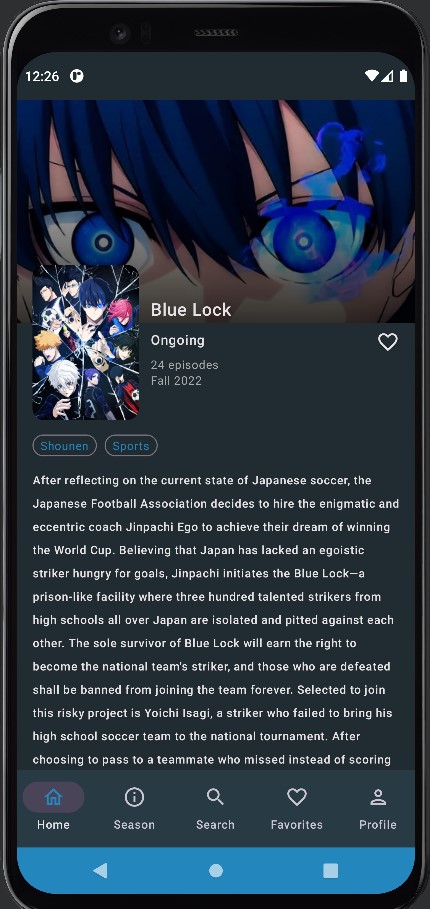 12:26
Blue Lock
Ongoing
24 episodes
Fall 2022
Shounen Sports
After reflecting on the current state of Japanese soccer, the
Japanese Football Association decides to hire the enigmatic and
eccentric coach Jinpachi Ego to achieve their dream of winning
the World Cup. Believing that Japan has lacked an egoistic
striker hungry for goals, Jinpachi initiates the Blue Lock—a
prison-like facility where three hundred talented strikers from
high schools all over Japan are isolated and pitted against each
other. The sole survivor of Blue Lock will earn the right to
become the national team's striker, and those who are defeated
shall be banned from joining the team forever. Selected to join
this risky project is Yoichi Isagi, a striker who failed to bring his
high school soccer team to the national tournament. After
choosing to pass to a teammate who missed instead of scoring
Home Season Search Favorites Profile